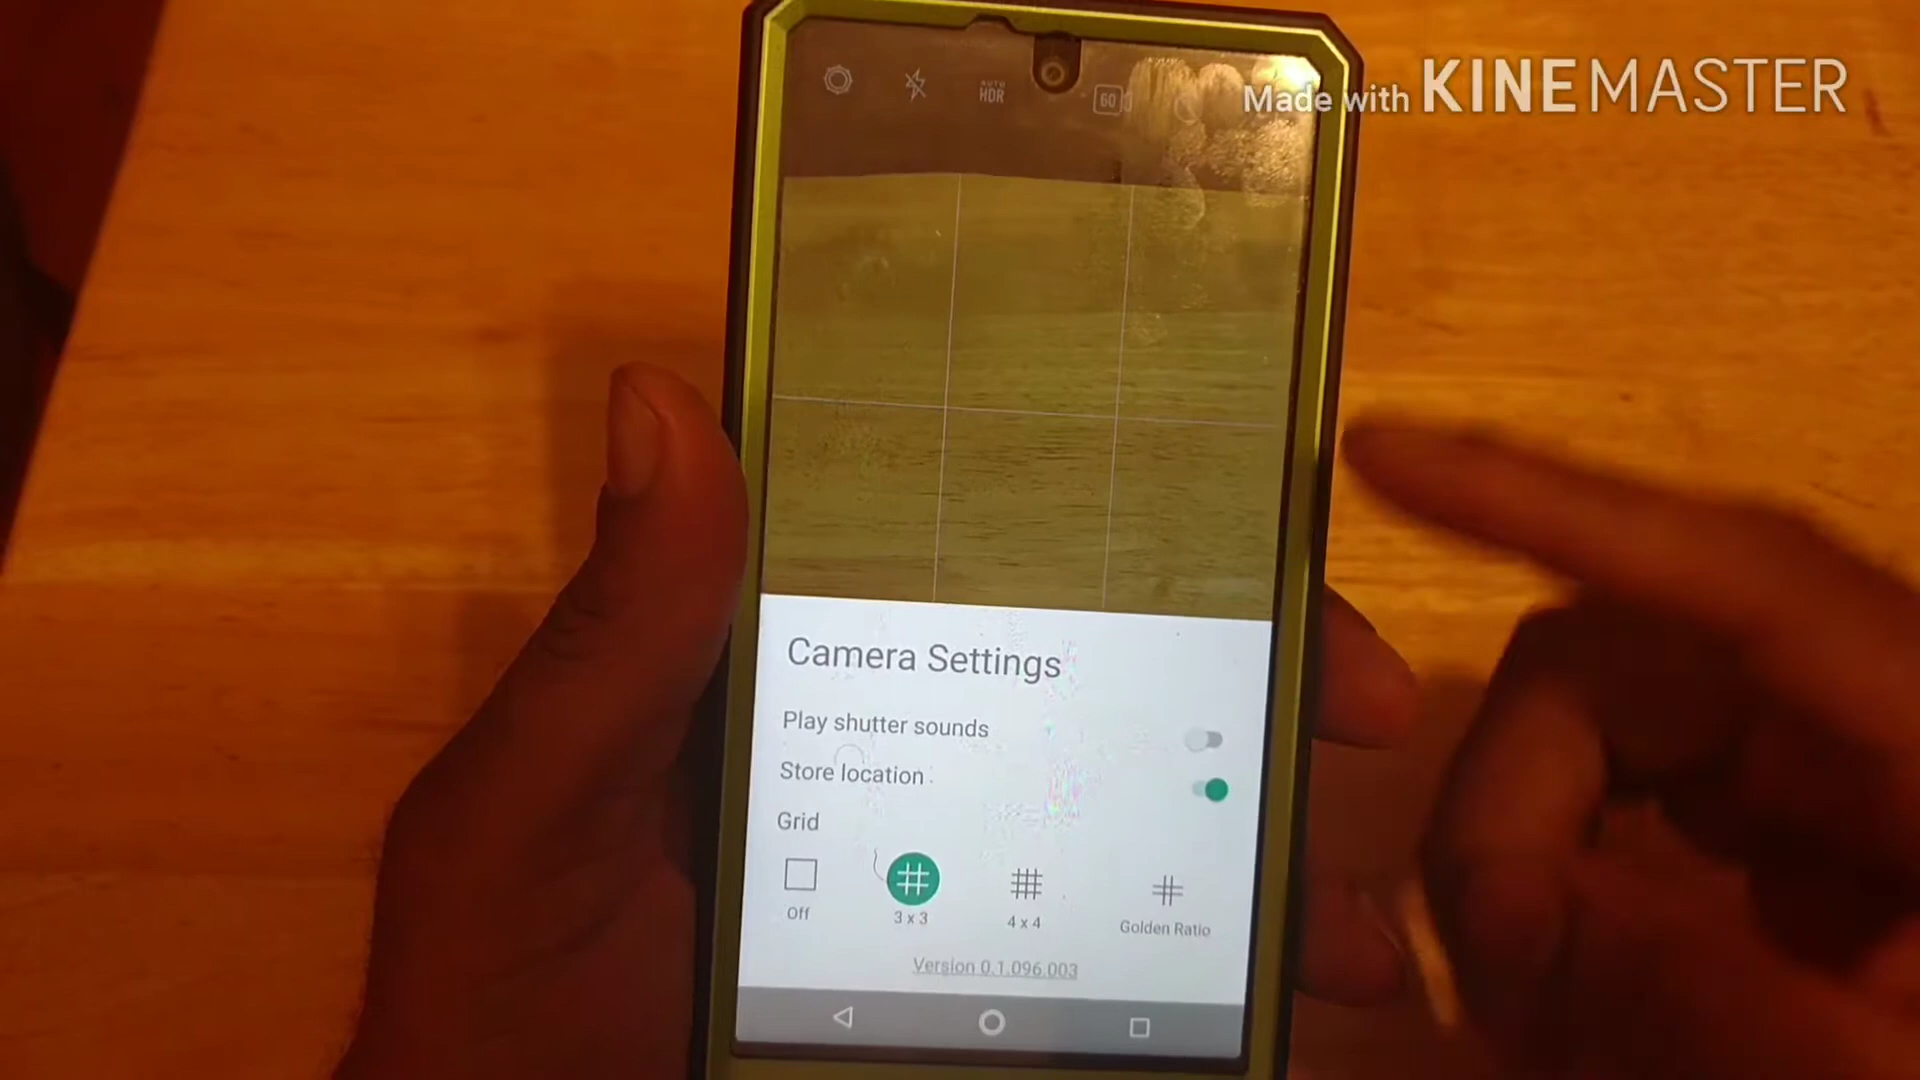 Made with KINEMASTER
AUTO
HDR
60
Camera Settings
Play shutter sounds
Store location
Grid
Off
3 x 3
4 x 4
Golden Ratio
Version 0.1.096.003